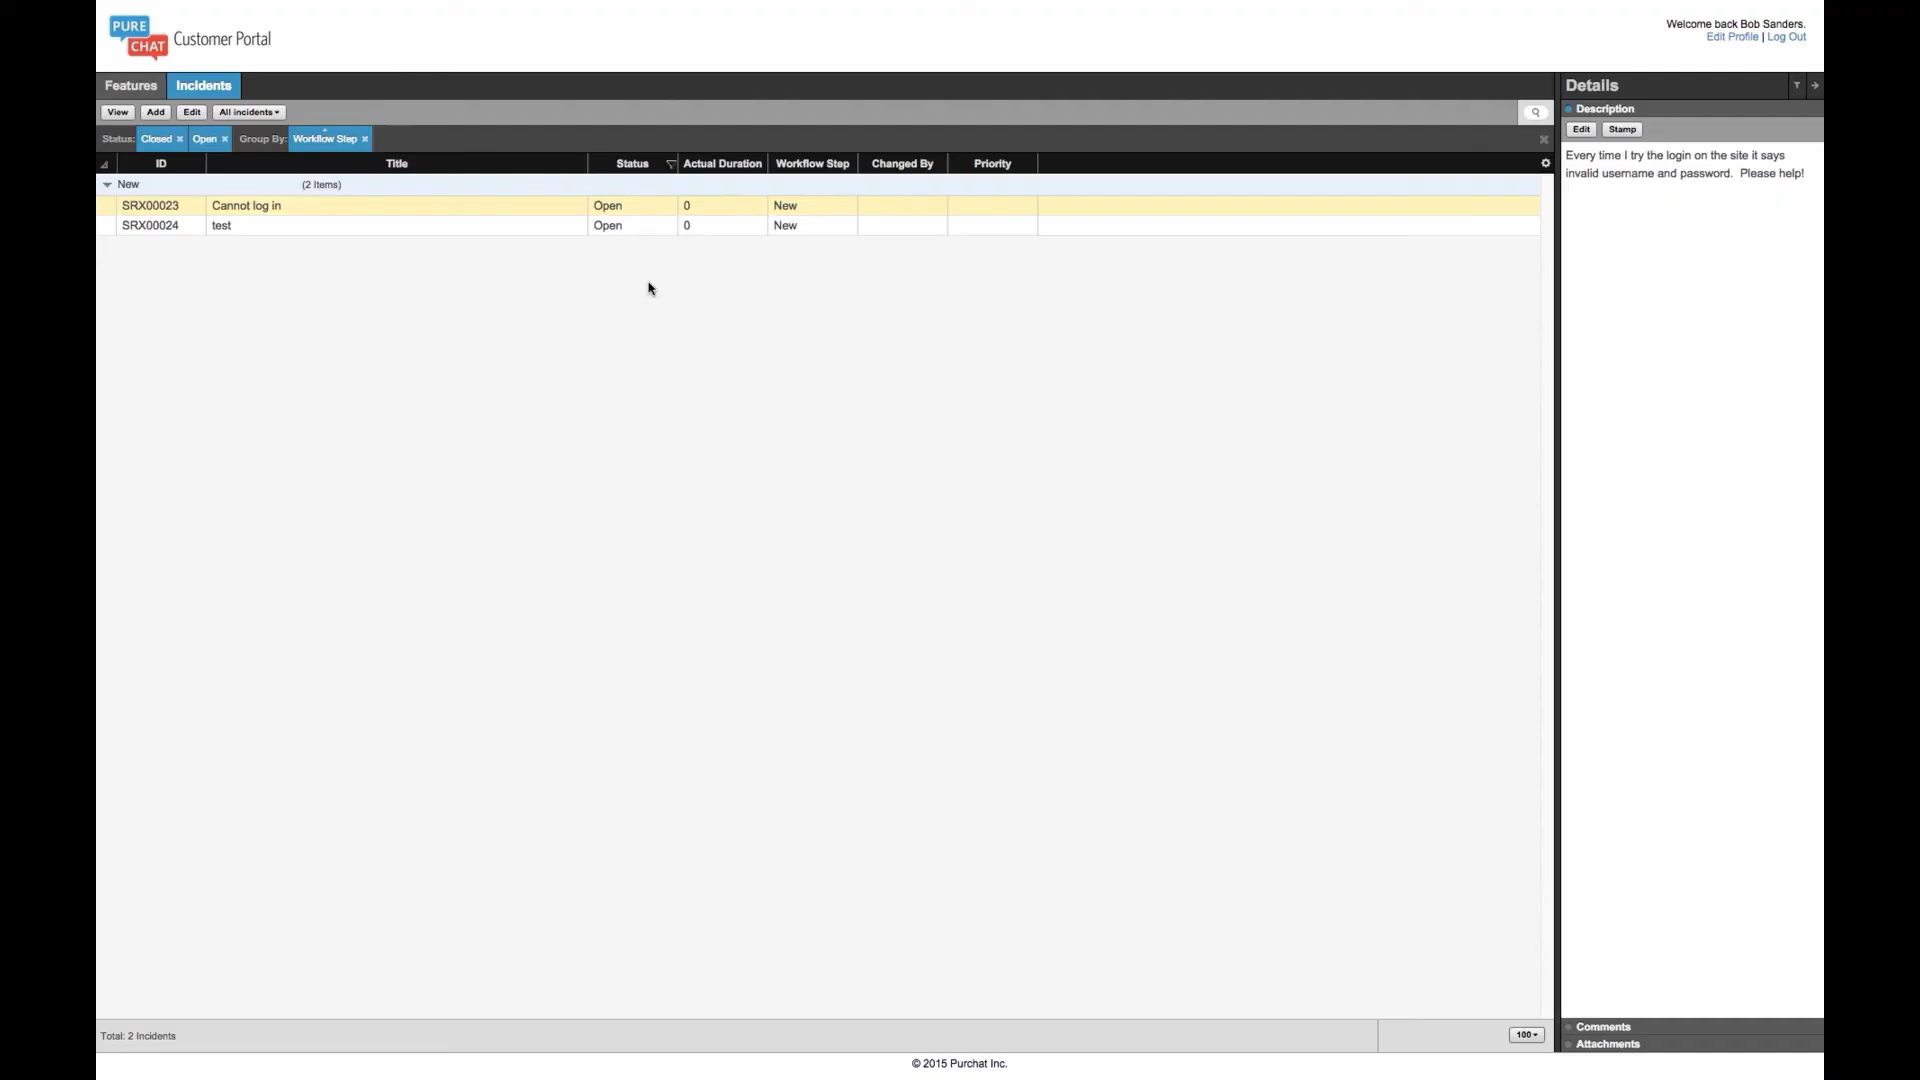 PURE
CHAT
Customer Portal
Welcome back Bob Sanders.
Edit Profile | Log Out
Features Incidents
Details
View Add Edit All incidents
Description
Status: Closed × Open × Group By: Workflow Step ×
Edit Stamp
ID Title Status Actual Duration Workflow Step Changed By Priority
Every time I try the login on the site it says
invalid username and password. Please help!
New (2 Items)
SRX00023 Cannot log in Open 0 New
SRX00024 test Open 0 New
Total: 2 Incidents
100
Comments
Attachments
© 2015 Purchat Inc.